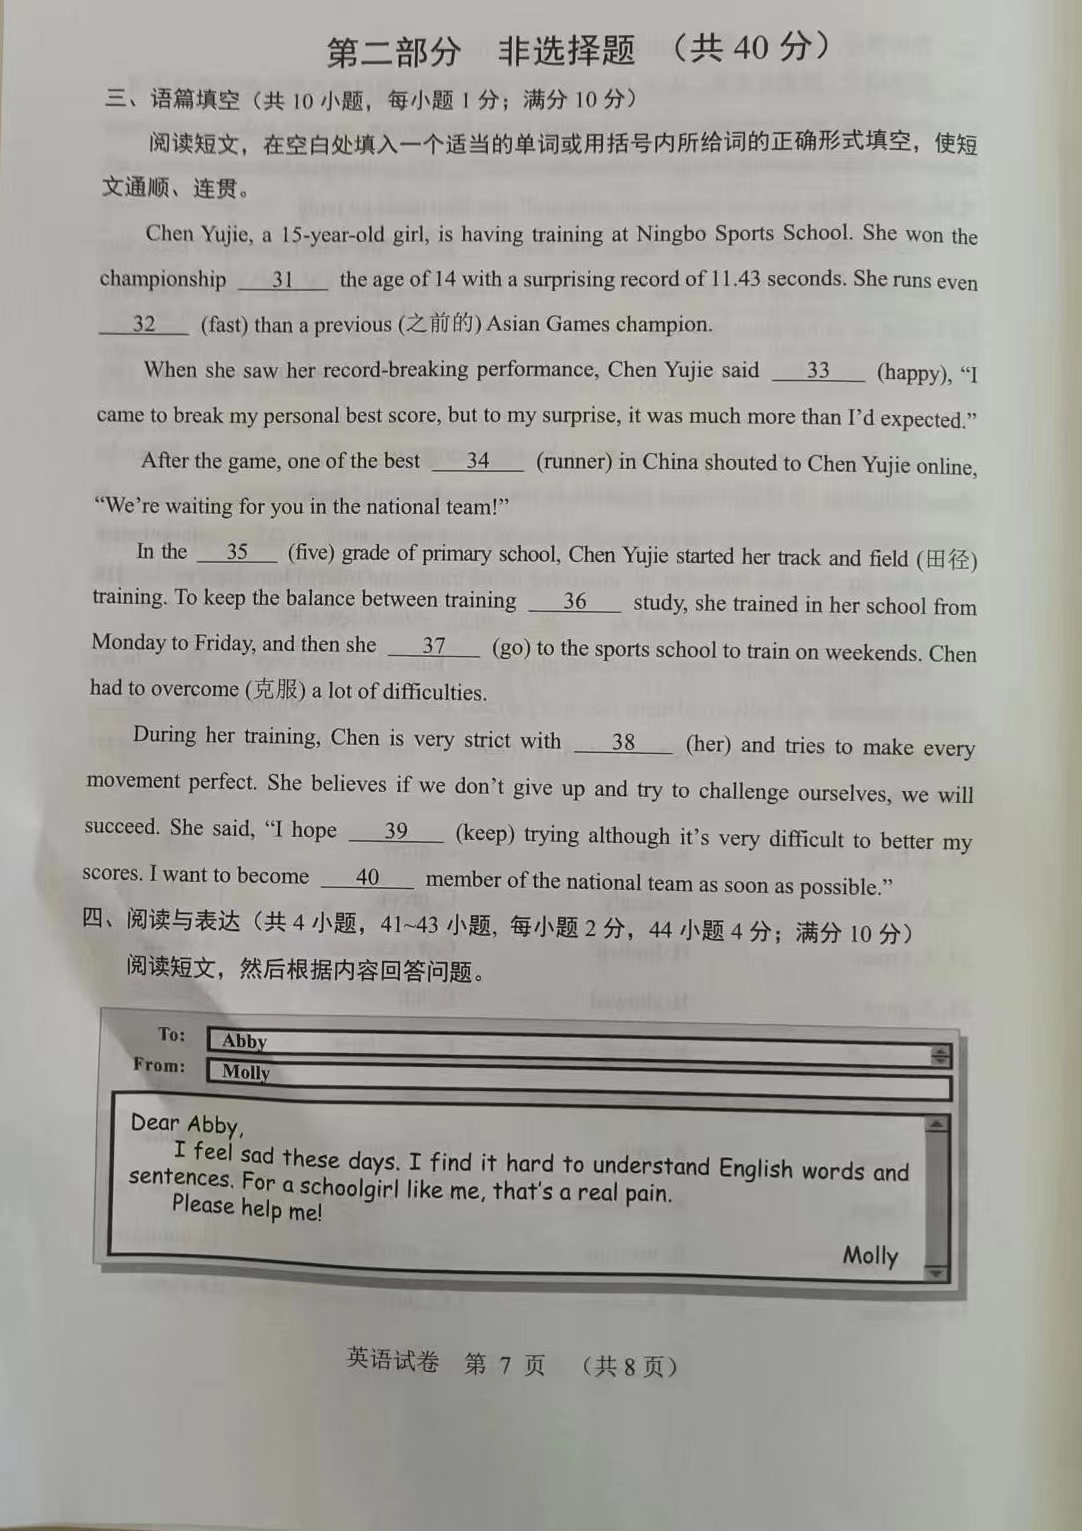 第二部分 非选择题 （共 40 分）
三、语篇填空（共 10 小题，每小题 1 分；满分 10 分）
阅读短文，在空白处填入一个适当的单词或用括号内所给词的正确形式填空，使短
文通顺、连贯。
Chen Yujie, a 15-year-old girl, is having training at Ningbo Sports School. She won the
championship 31 the age of 14 with a surprising record of 11.43 seconds. She runs even
32 (fast) than a previous (之前的) Asian Games champion.
When she saw her record-breaking performance, Chen Yujie said 33 (happy), “I
came to break my personal best score, but to my surprise, it was much more than I’d expected.”
After the game, one of the best 34 (runner) in China shouted to Chen Yujie online,
“We’re waiting for you in the national team!”
In the 35 (five) grade of primary school, Chen Yujie started her track and field (田径)
training. To keep the balance between training 36 study, she trained in her school from
Monday to Friday, and then she 37 (go) to the sports school to train on weekends. Chen
had to overcome (克服) a lot of difficulties.
During her training, Chen is very strict with 38 (her) and tries to make every
movement perfect. She believes if we don’t give up and try to challenge ourselves, we will
succeed. She said, “I hope 39 (keep) trying although it’s very difficult to better my
scores. I want to become 40 member of the national team as soon as possible.”
四、阅读与表达（共 4 小题，41~43 小题, 每小题 2 分，44 小题 4 分；满分 10 分）
阅读短文，然后根据内容回答问题。
To: Abby
From: Molly
Dear Abby,
I feel sad these days. I find it hard to understand English words and
sentences. For a schoolgirl like me, that's a real pain.
Please help me!
Molly
英语试卷 第 7 页 （共 8 页）